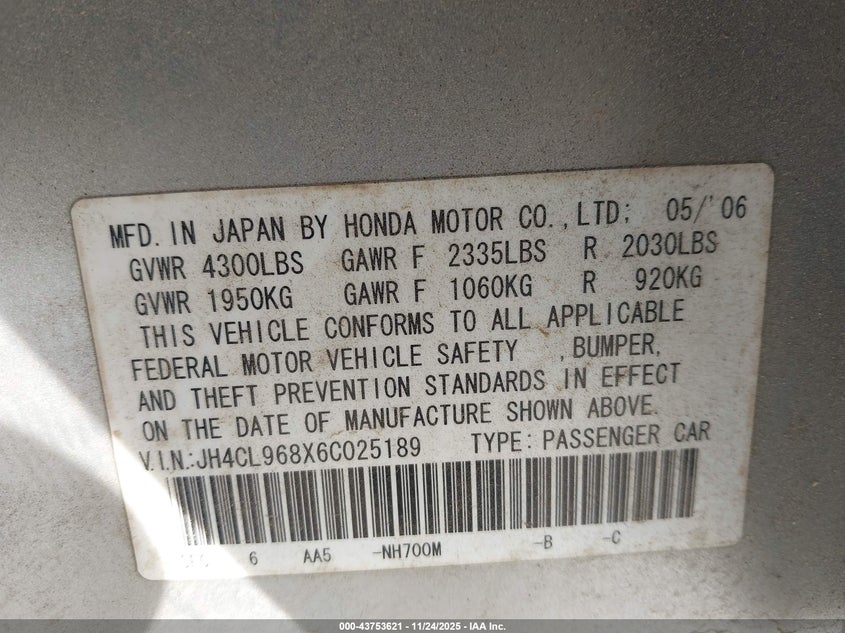 MFD. IN JAPAN BY HONDA MOTOR CO., LTD; 05/'06
GVWR 4300LBS GAWR F 2335LBS R 2030LBS
GVWR 1950KG GAWR F 1060KG R 920KG
THIS VEHICLE CONFORMS TO ALL APPLICABLE
FEDERAL MOTOR VEHICLE SAFETY , BUMPER,
AND THEFT PREVENTION STANDARDS IN EFFECT
ON THE DATE OF MANUFACTURE SHOWN ABOVE.
V.I.N.:JH4CL968X6C025189 TYPE: PASSENGER CAR
6 AA5 -NH700M -B -C
000-43753621 - 11/24/2025 - IAA Inc.